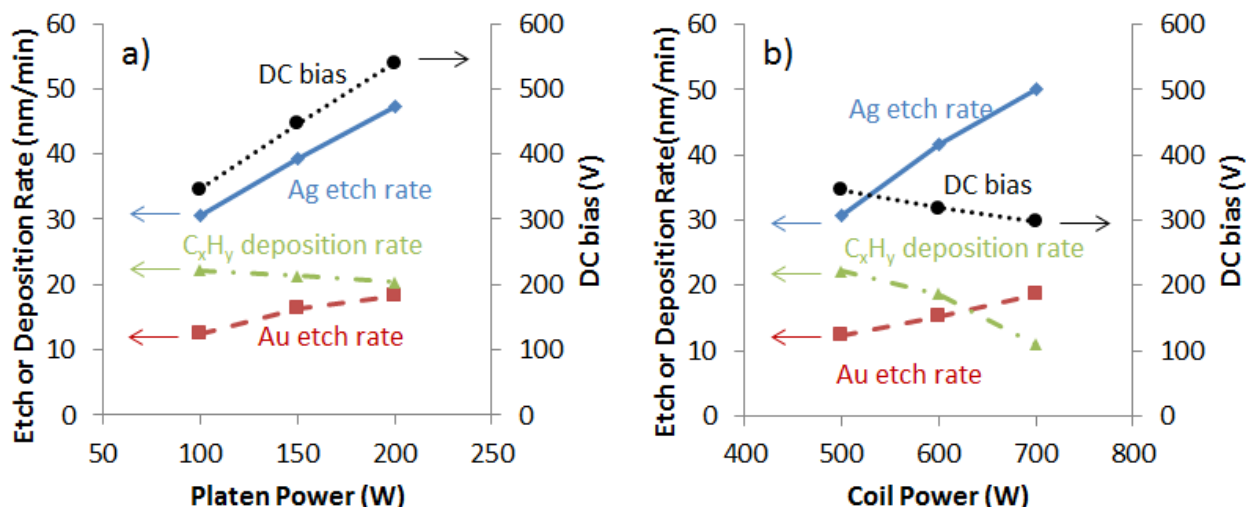 a)
Etch or Deposition Rate (nm/min)
60
50
40
30
20
10
0
DC bias
Ag etch rate
CxHy deposition rate
Au etch rate
600
500
400
300
200
100
0
DC bias (V)
50 100 150 200 250
Platen Power (W)
b)
Etch or Deposition Rate(nm/min)
60
50
40
30
20
10
0
Ag etch rate
DC bias
CxHy deposition rate
Au etch rate
600
500
400
300
200
100
0
DC bias (V)
400 500 600 700 800
Coil Power (W)